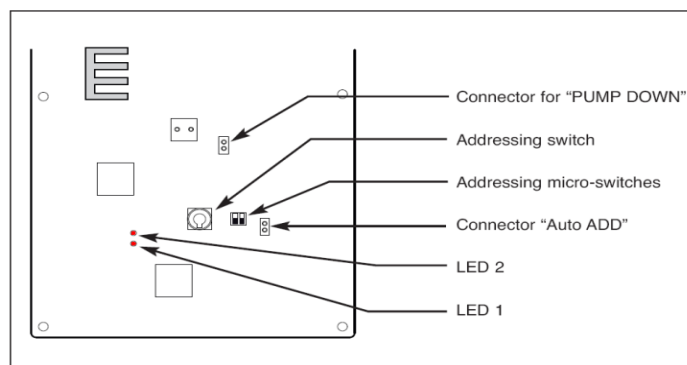 Connector for “PUMP DOWN”
Addressing switch
Addressing micro-switches
Connector “Auto ADD”
LED 2
LED 1